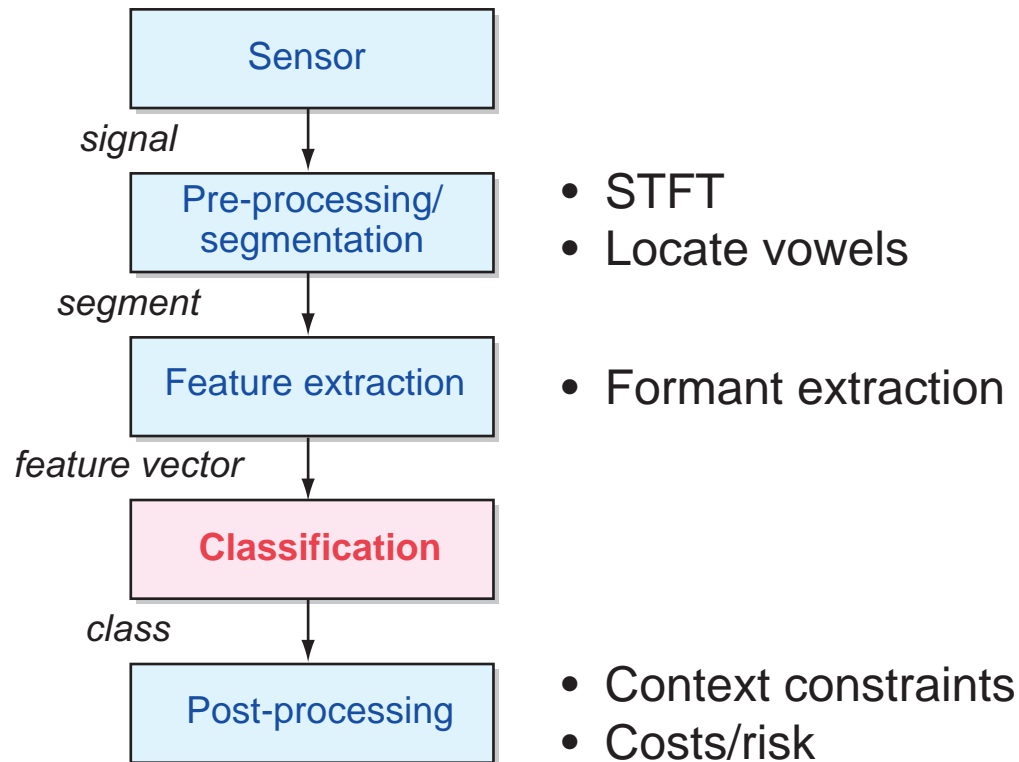 Sensor
signal
Pre-processing/
segmentation
• STFT
• Locate vowels
segment
Feature extraction
• Formant extraction
feature vector
Classification
class
Post-processing
• Context constraints
• Costs/risk